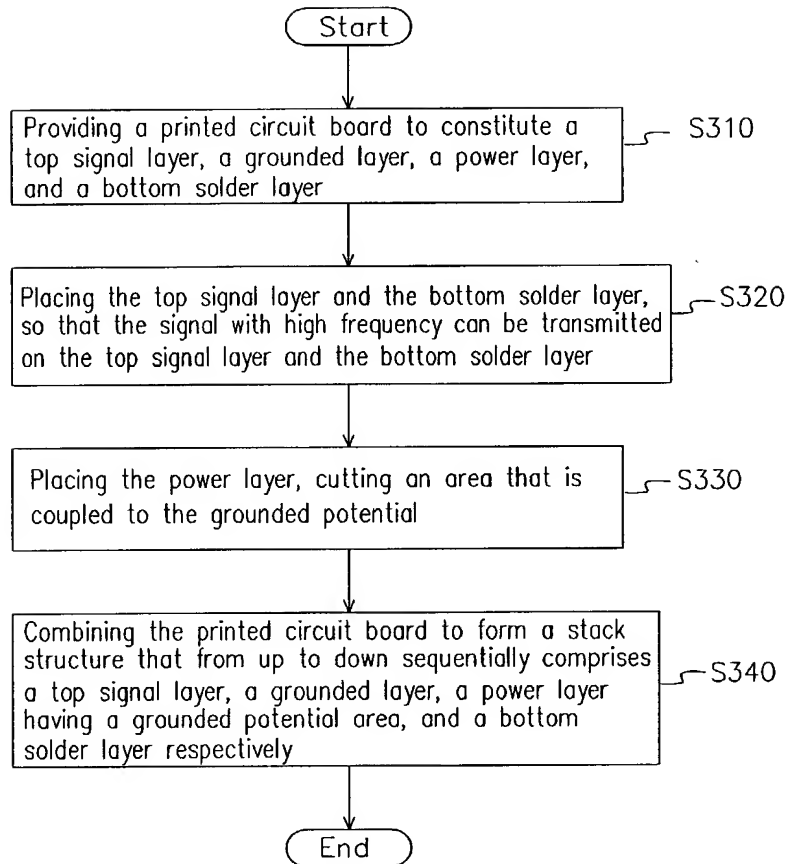 Start
Providing a printed circuit board to constitute a
top signal layer, a grounded layer, a power layer,
and a bottom solder layer
S310
Placing the top signal layer and the bottom solder layer,
so that the signal with high frequency can be transmitted
on the top signal layer and the bottom solder layer
S320
Placing the power layer, cutting an area that is
coupled to the grounded potential
S330
Combining the printed circuit board to form a stack
structure that from up to down sequentially comprises
a top signal layer, a grounded layer, a power layer
having a grounded potential area, and a bottom
solder layer respectively
S340
End